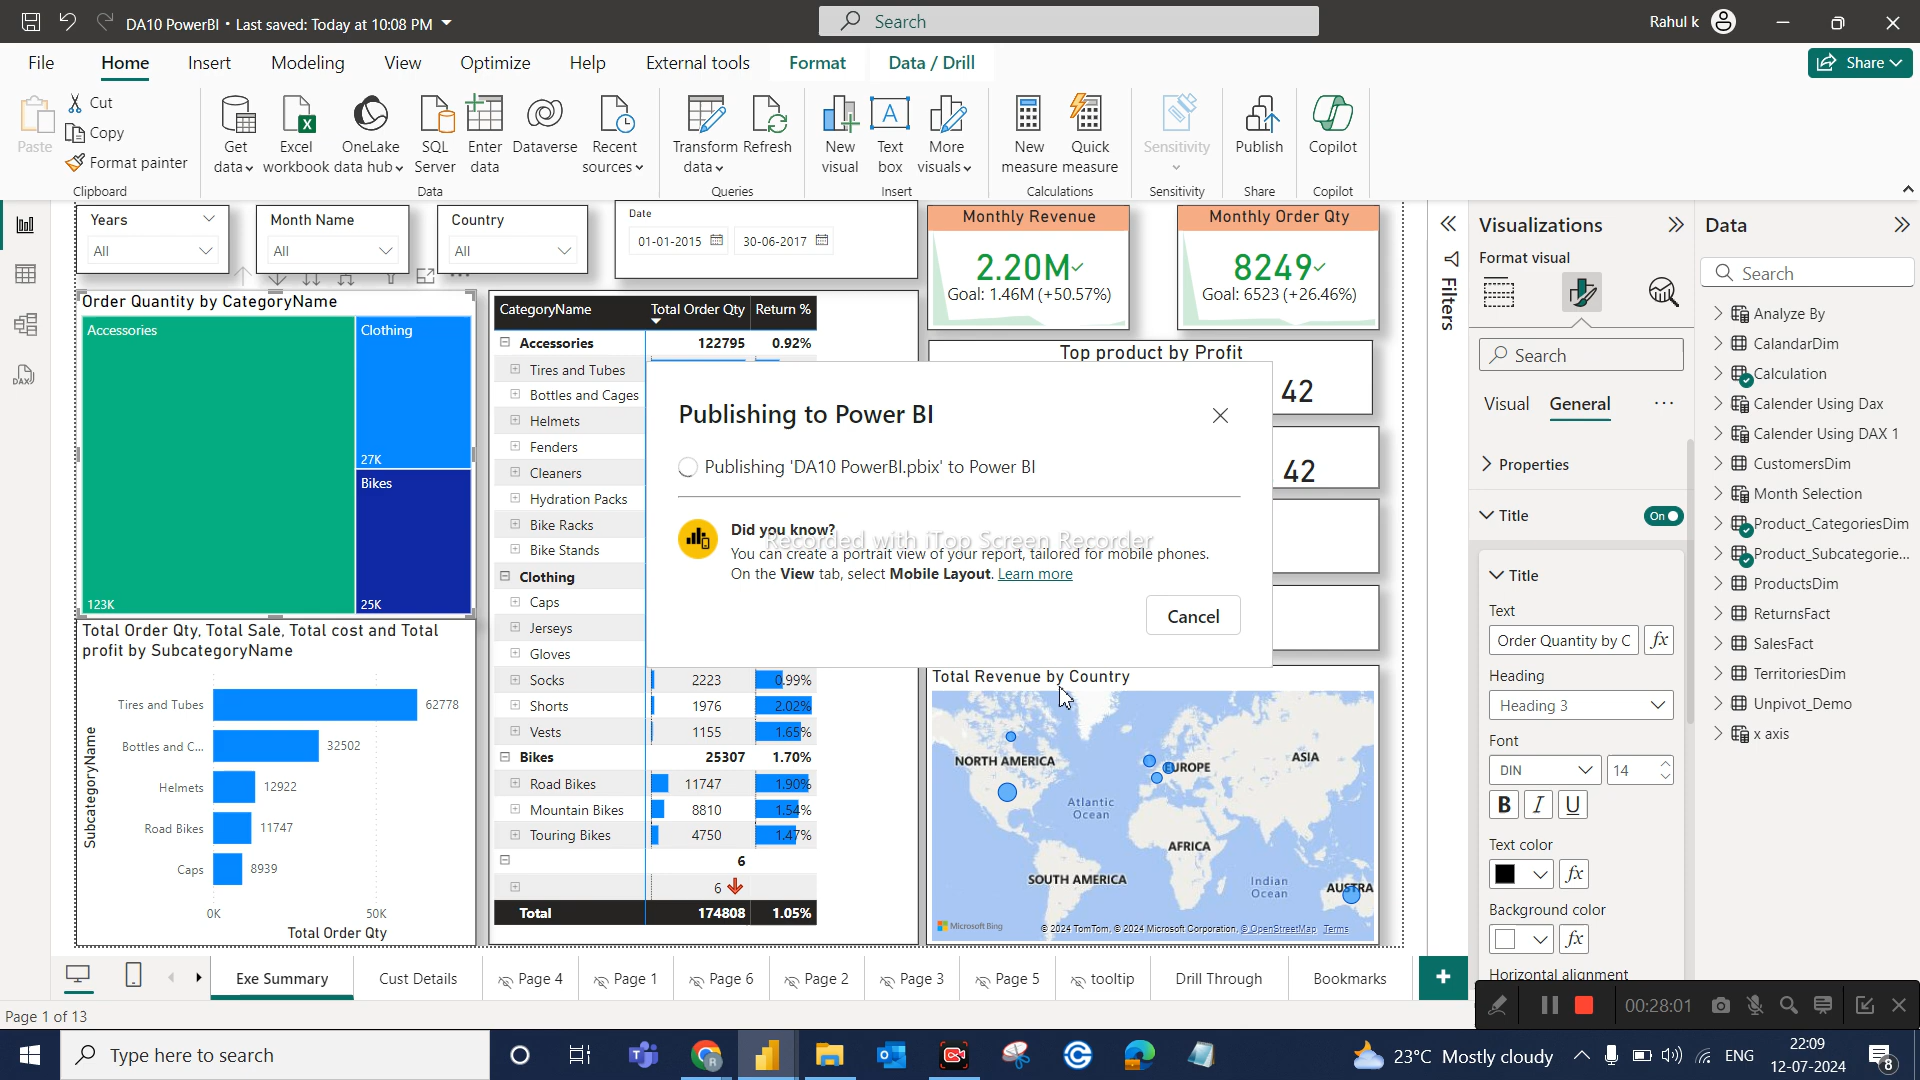 DA10 PowerBI • Last saved: Today at 10:08 PM
Search
Rahul k
File
Home
Insert
Modeling
View
Optimize
Help
External tools
Format
Data / Drill
Share
Paste
Cut
Copy
Format painter
Clipboard
Get data
Excel workbook
OneLake data hub
SQL Server
Enter data
Dataverse
Recent sources
Data
Transform data
Refresh
Queries
New visual
Text box
More visuals
Insert
New measure
Quick measure
Calculations
Sensitivity
Sensitivity
Publish
Share
Copilot
Copilot
Years
All
Month Name
All
Country
All
Date
01-01-2015
30-06-2017
Monthly Revenue
2.20M
Goal: 1.46M (+50.57%)
Monthly Order Qty
8249
Goal: 6523 (+26.46%)
Order Quantity by CategoryName
Accessories
123K
Clothing
27K
Bikes
25K
CategoryName Total Order Qty Return %
Accessories 122795 0.92%
Tires and Tubes
Bottles and Cages
Helmets
Fenders
Cleaners
Hydration Packs
Bike Racks
Bike Stands
Clothing
Caps
Jerseys
Gloves
Socks 2223 0.99%
Shorts 1976 2.02%
Vests 1155 1.65%
Bikes 25307 1.70%
Road Bikes 11747 1.90%
Mountain Bikes 8810 1.54%
Touring Bikes 4750 1.47%
6
6
Total 174808 1.05%
Top product by Profit
42
42
Publishing to Power BI
Publishing 'DA10 PowerBI.pbix' to Power BI
Did you know?
You can create a portrait view of your report, tailored for mobile phones.
On the View tab, select Mobile Layout. Learn more
Cancel
Recorded with iTop Screen Recorder
Total Order Qty, Total Sale, Total cost and Total
profit by SubcategoryName
SubcategoryName
Tires and Tubes 62778
Bottles and C... 32502
Helmets 12922
Road Bikes 11747
Caps 8939
0K 50K
Total Order Qty
Total Revenue by Country
NORTH AMERICA
EUROPE
ASIA
Atlantic
Ocean
AFRICA
SOUTH AMERICA
Indian
Ocean
AUSTRA
Microsoft Bing
© 2024 TomTom, © 2024 Microsoft Corporation, © OpenStreetMap Terms
Filters
Visualizations
Format visual
Search
Visual
General
Properties
Title
On
Title
Text
Order Quantity by C
fx
Heading
Heading 3
Font
DIN
14
B
I
U
Text color
fx
Background color
fx
Horizontal alignment
Data
Search
Analyze By
CalandarDim
Calculation
Calender Using Dax
Calender Using DAX 1
CustomersDim
Month Selection
Product_CategoriesDim
Product_Subcategorie...
ProductsDim
ReturnsFact
SalesFact
TerritoriesDim
Unpivot_Demo
x axis
DAX
Exe Summary
Cust Details
Page 4
Page 1
Page 6
Page 2
Page 3
Page 5
tooltip
Drill Through
Bookmarks
Page 1 of 13
00:28:01
Type here to search
23°C Mostly cloudy
ENG
22:09
12-07-2024
8